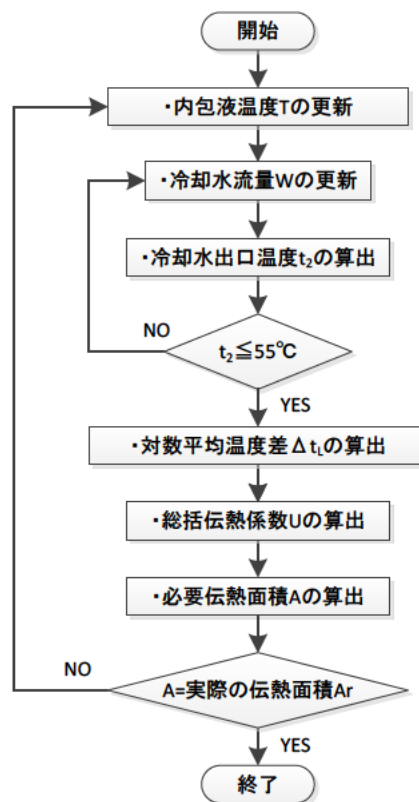 開始
・内包液温度Tの更新
・冷却水流量Wの更新
・冷却水出口温度t₂の算出
NO
t₂≦55℃
YES
・対数平均温度差Δt_Lの算出
・総括伝熱係数Uの算出
・必要伝熱面積Aの算出
NO
A=実際の伝熱面積Ar
YES
終了